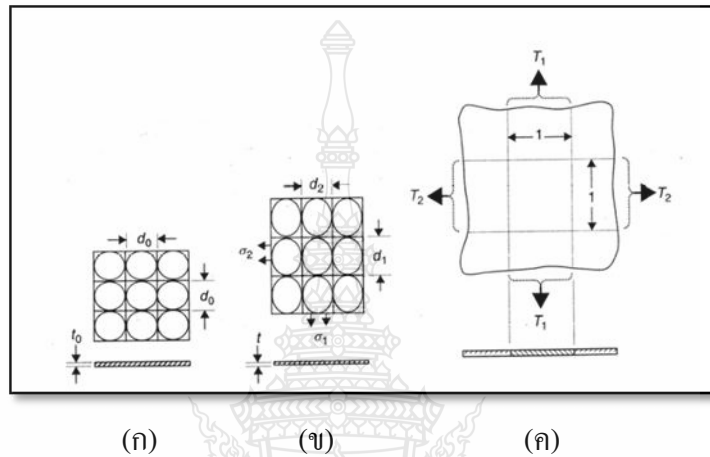 T₁
1
d₂
T₂
1
T₂
d₀
σ₂
d₁
d₀
T₁
t₀
t
σ₁
(ก) (ข) (ค)